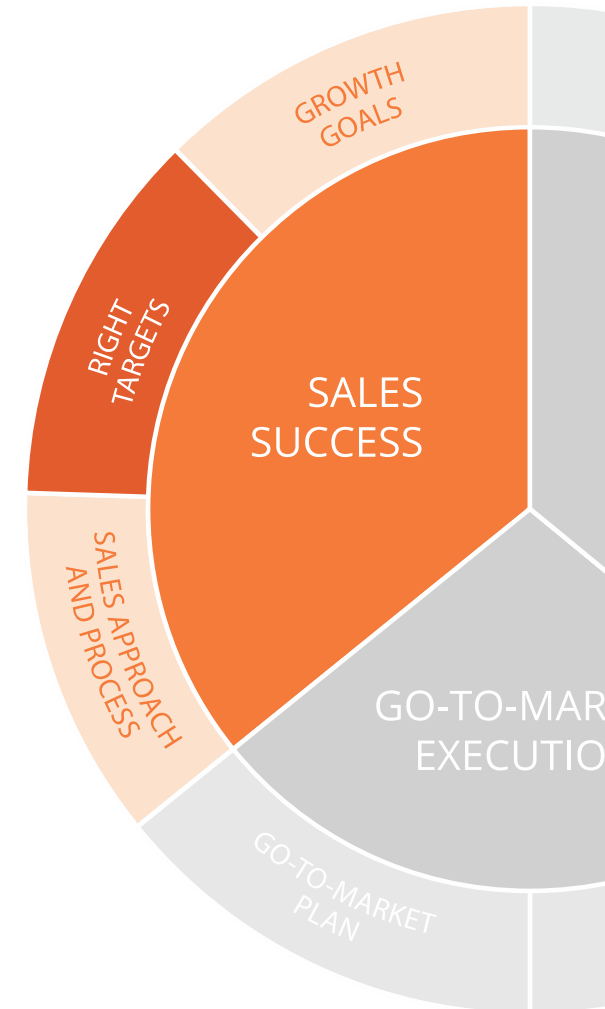 GROWTH
GOALS
RIGHT
TARGETS
SALES
SUCCESS
SALES APPROACH
AND PROCESS
GO-TO-MAR
EXECUTIO
GO-TO-MARKET
PLAN